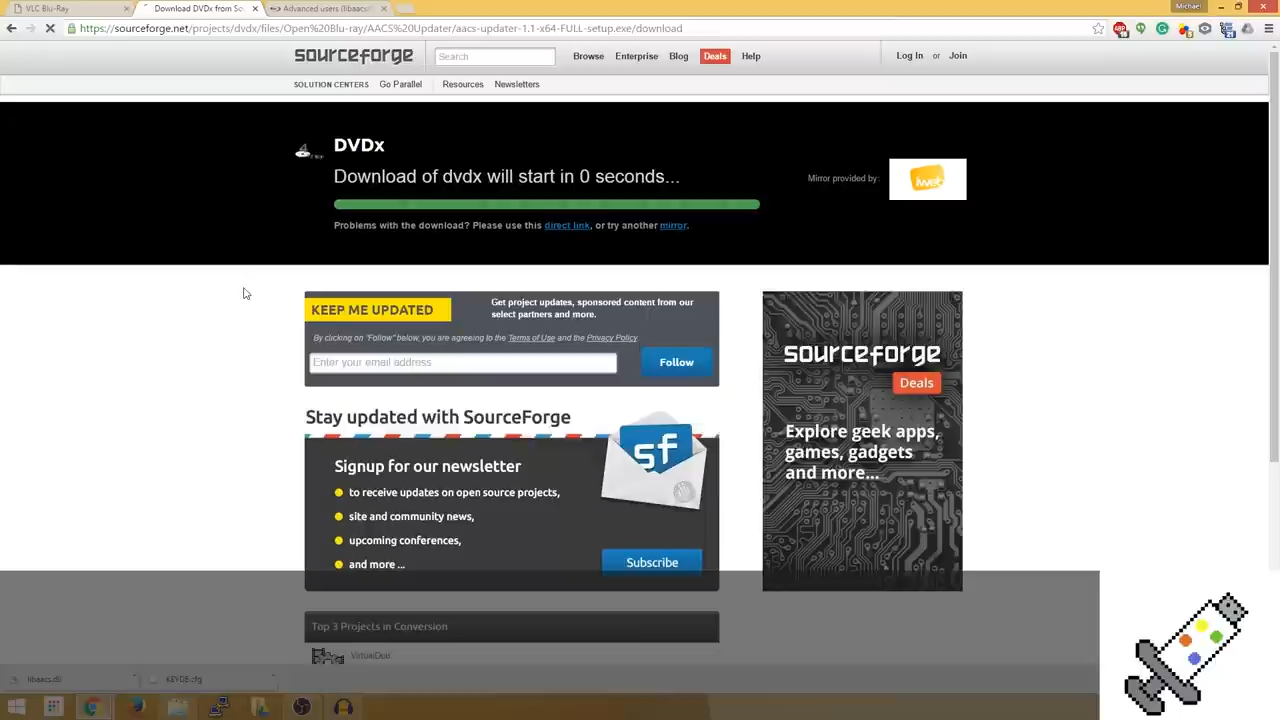 Michael
VLC Blu-Ray
Download DVDx from So
Advanced users (libaacs/
https://sourceforge.net/projects/dvdx/files/Open%20Blu-ray/AACS%20Updater/aacs-updater-1.1-x64-FULL-setup.exe/download
sourceforge
Search
Browse Enterprise Blog Deals Help
Log In or Join
SOLUTION CENTERS Go Parallel Resources Newsletters
DVDx
Download of dvdx will start in 0 seconds...
Mirror provided by:
iweb
Problems with the download? Please use this direct link, or try another mirror.
KEEP ME UPDATED
Get project updates, sponsored content from our
select partners and more.
By clicking on "Follow" below, you are agreeing to the Terms of Use and the Privacy Policy.
Enter your email address
Follow
sourceforge
Deals
Explore geek apps,
games, gadgets
and more...
Stay updated with SourceForge
sf
Signup for our newsletter
to receive updates on open source projects,
site and community news,
upcoming conferences,
and more ...
Subscribe
Top 3 Projects in Conversion
VirtualDub
libaacs.dll
KEYDB.cfg